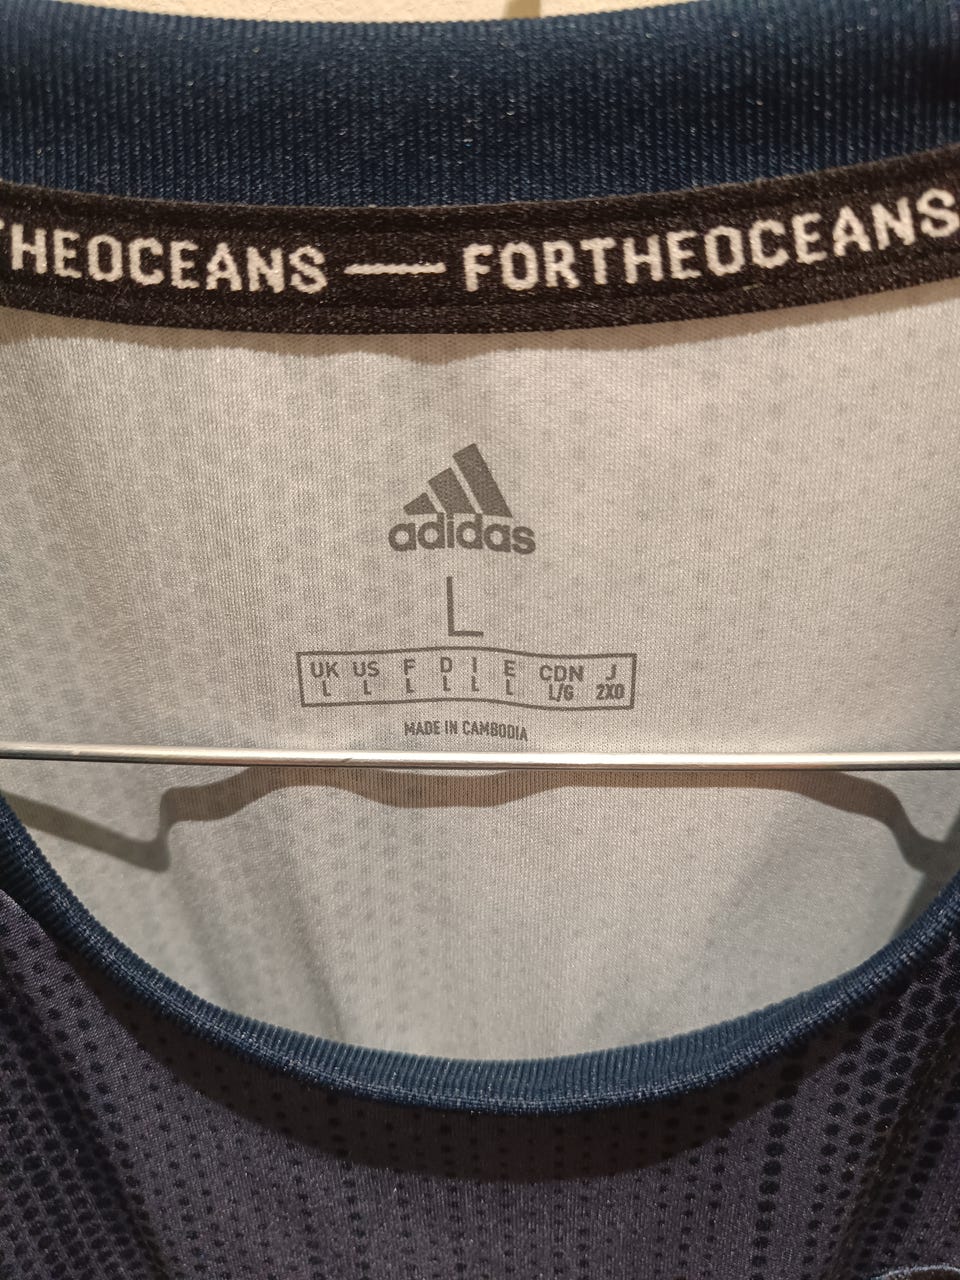 THEOCEANS — FORTHEOCEANS
adidas
L
UK US F D I E CDN J
L L L L L L L/G 2XO
MADE IN CAMBODIA